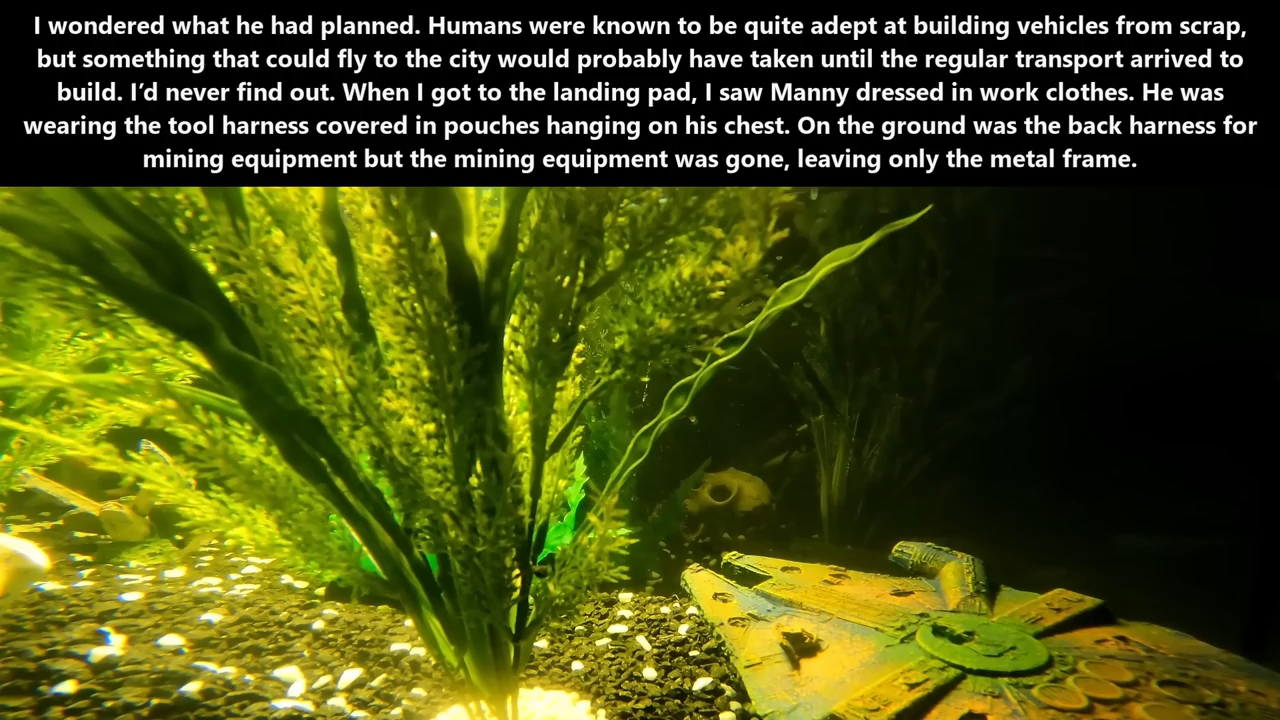 I wondered what he had planned. Humans were known to be quite adept at building vehicles from scrap,
but something that could fly to the city would probably have taken until the regular transport arrived to
build. I’d never find out. When I got to the landing pad, I saw Manny dressed in work clothes. He was
wearing the tool harness covered in pouches hanging on his chest. On the ground was the back harness for
mining equipment but the mining equipment was gone, leaving only the metal frame.